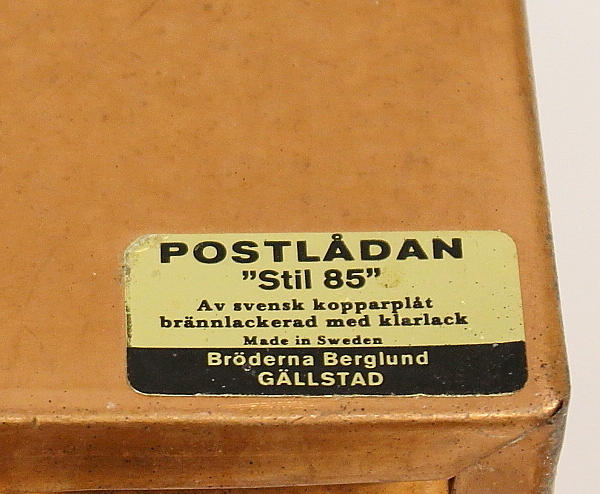 POSTLÅDAN
”Stil 85”
Av svensk kopparplåt
brännlackerad med klarlack
Made in Sweden
Bröderna Berglund
GÄLLSTAD